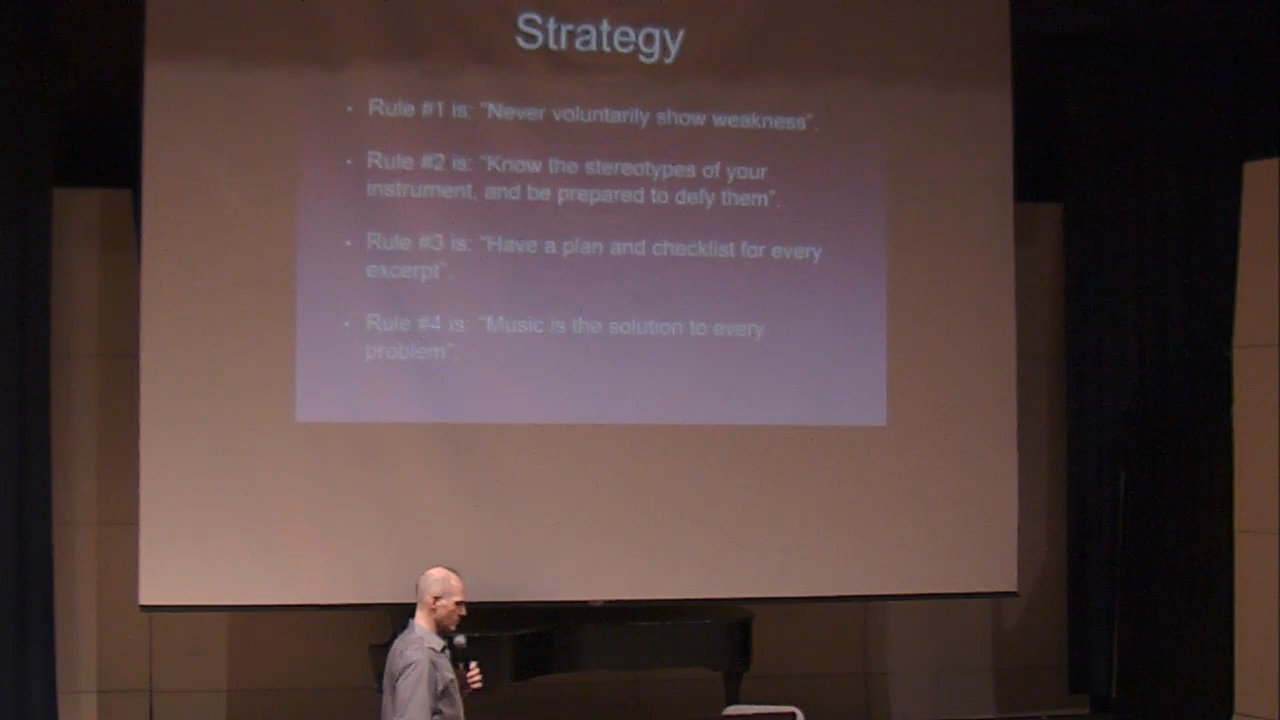 Strategy
• Rule #1 is: “Never voluntarily show weakness”.
• Rule #2 is: “Know the stereotypes of your
instrument, and be prepared to defy them”.
• Rule #3 is: “Have a plan and checklist for every
excerpt”.
• Rule #4 is: “Music is the solution to every
problem”.